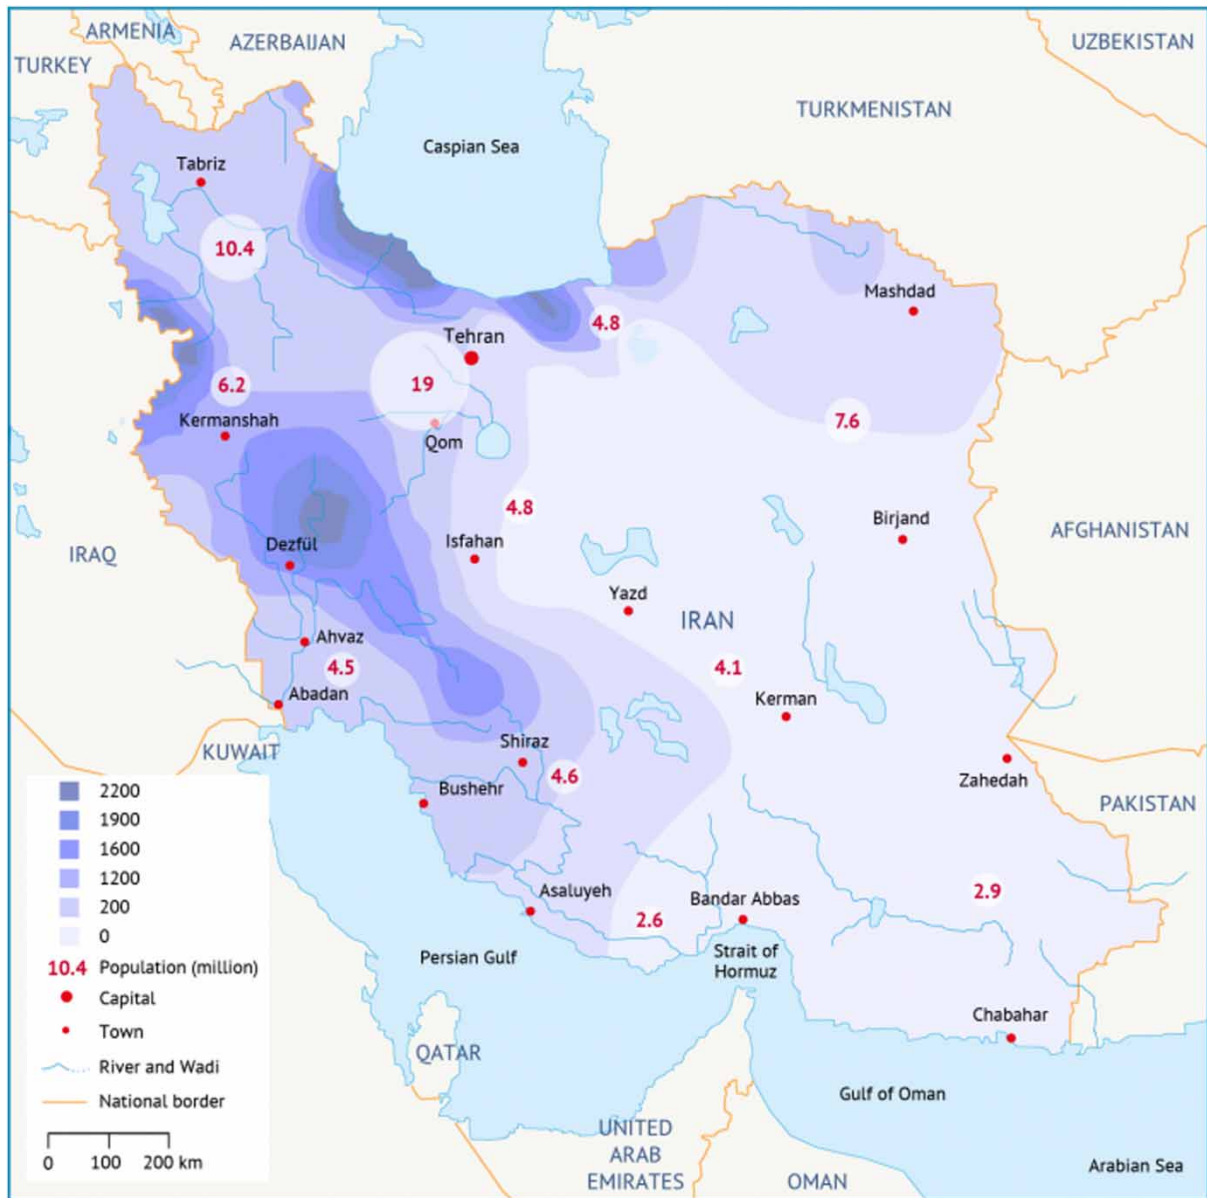 ARMENIA
AZERBAIJAN
UZBEKISTAN
TURKEY
TURKMENISTAN
Caspian Sea
Tabriz
10.4
Mashdad
4.8
Tehran
6.2
19
Kermanshah
7.6
Qom
4.8
Birjand
AFGHANISTAN
IRAQ
Dezfūl
Isfahan
Yazd
IRAN
Ahvaz
4.5
4.1
Abadan
Kerman
KUWAIT
Shiraz
4.6
Zahedah
Bushehr
PAKISTAN
Asaluyeh
Bandar Abbas
2.9
2.6
Persian Gulf
Strait of
Hormuz
Chabahar
QATAR
Gulf of Oman
UNITED
ARAB
EMIRATES
OMAN
Arabian Sea
2200
1900
1600
1200
200
0
10.4 Population (million)
Capital
Town
River and Wadi
National border
0 100 200 km